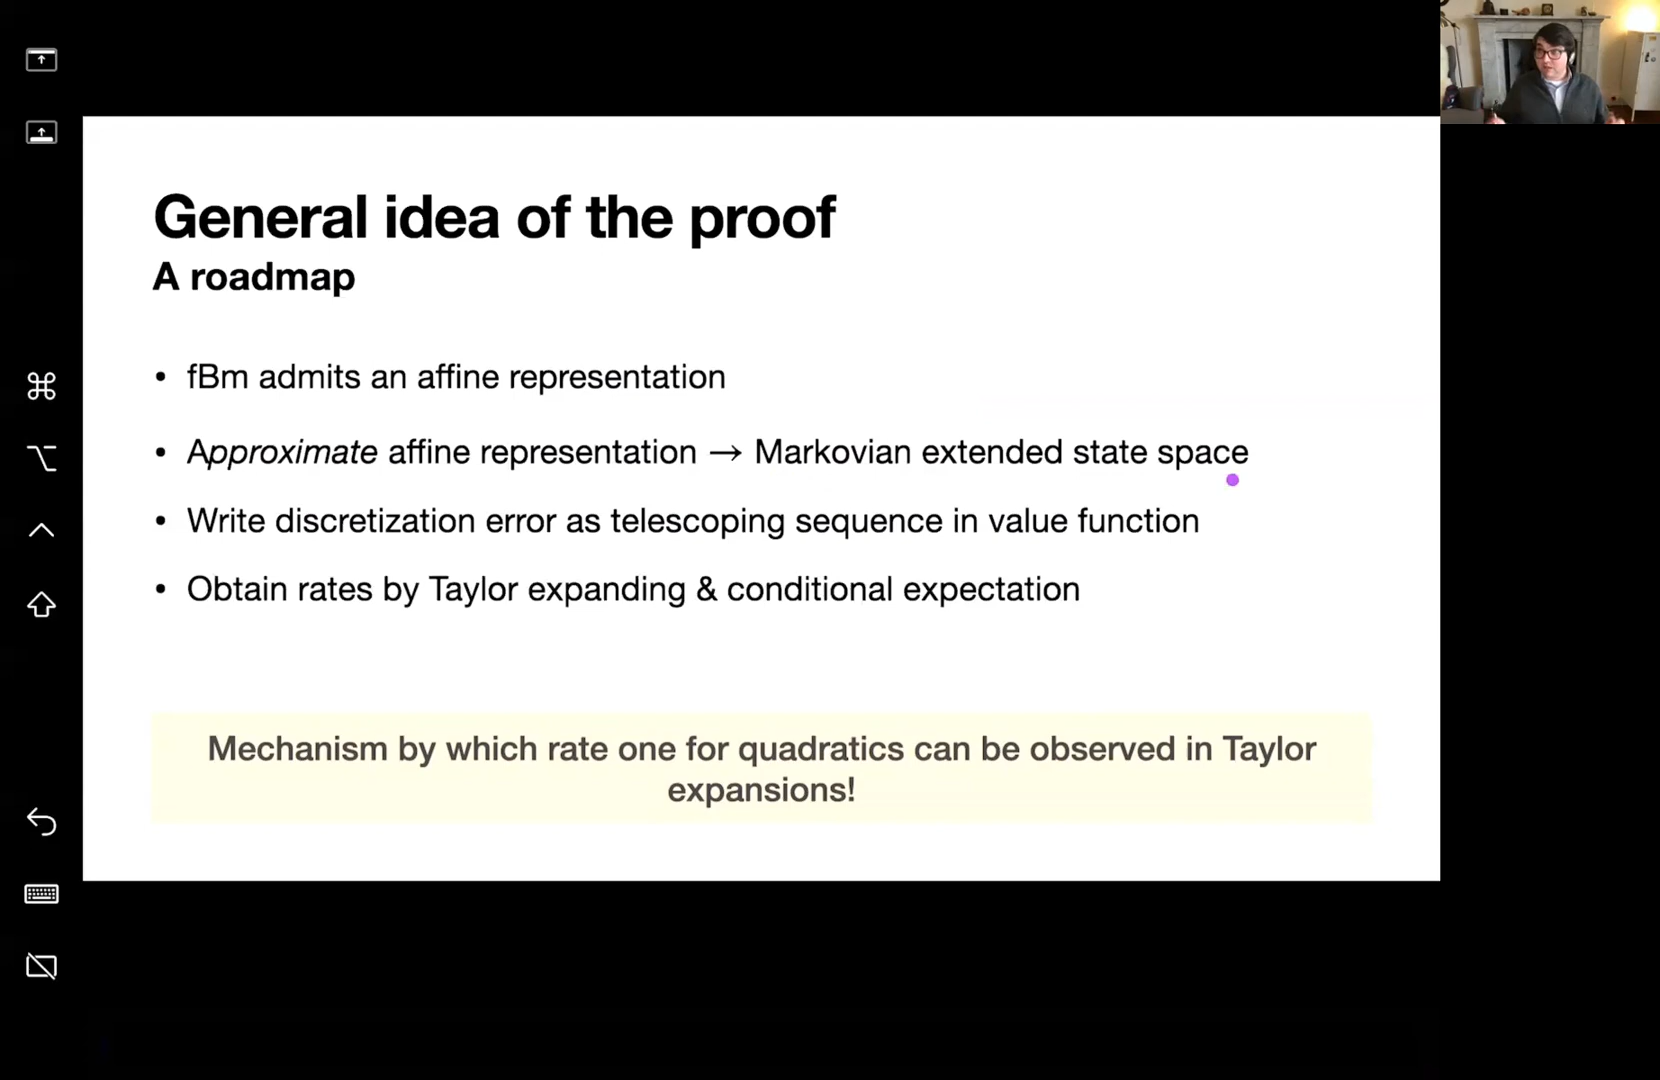 General idea of the proof
A roadmap
• fBm admits an affine representation
• Approximate affine representation → Markovian extended state space
• Write discretization error as telescoping sequence in value function
• Obtain rates by Taylor expanding & conditional expectation
Mechanism by which rate one for quadratics can be observed in Taylor
expansions!